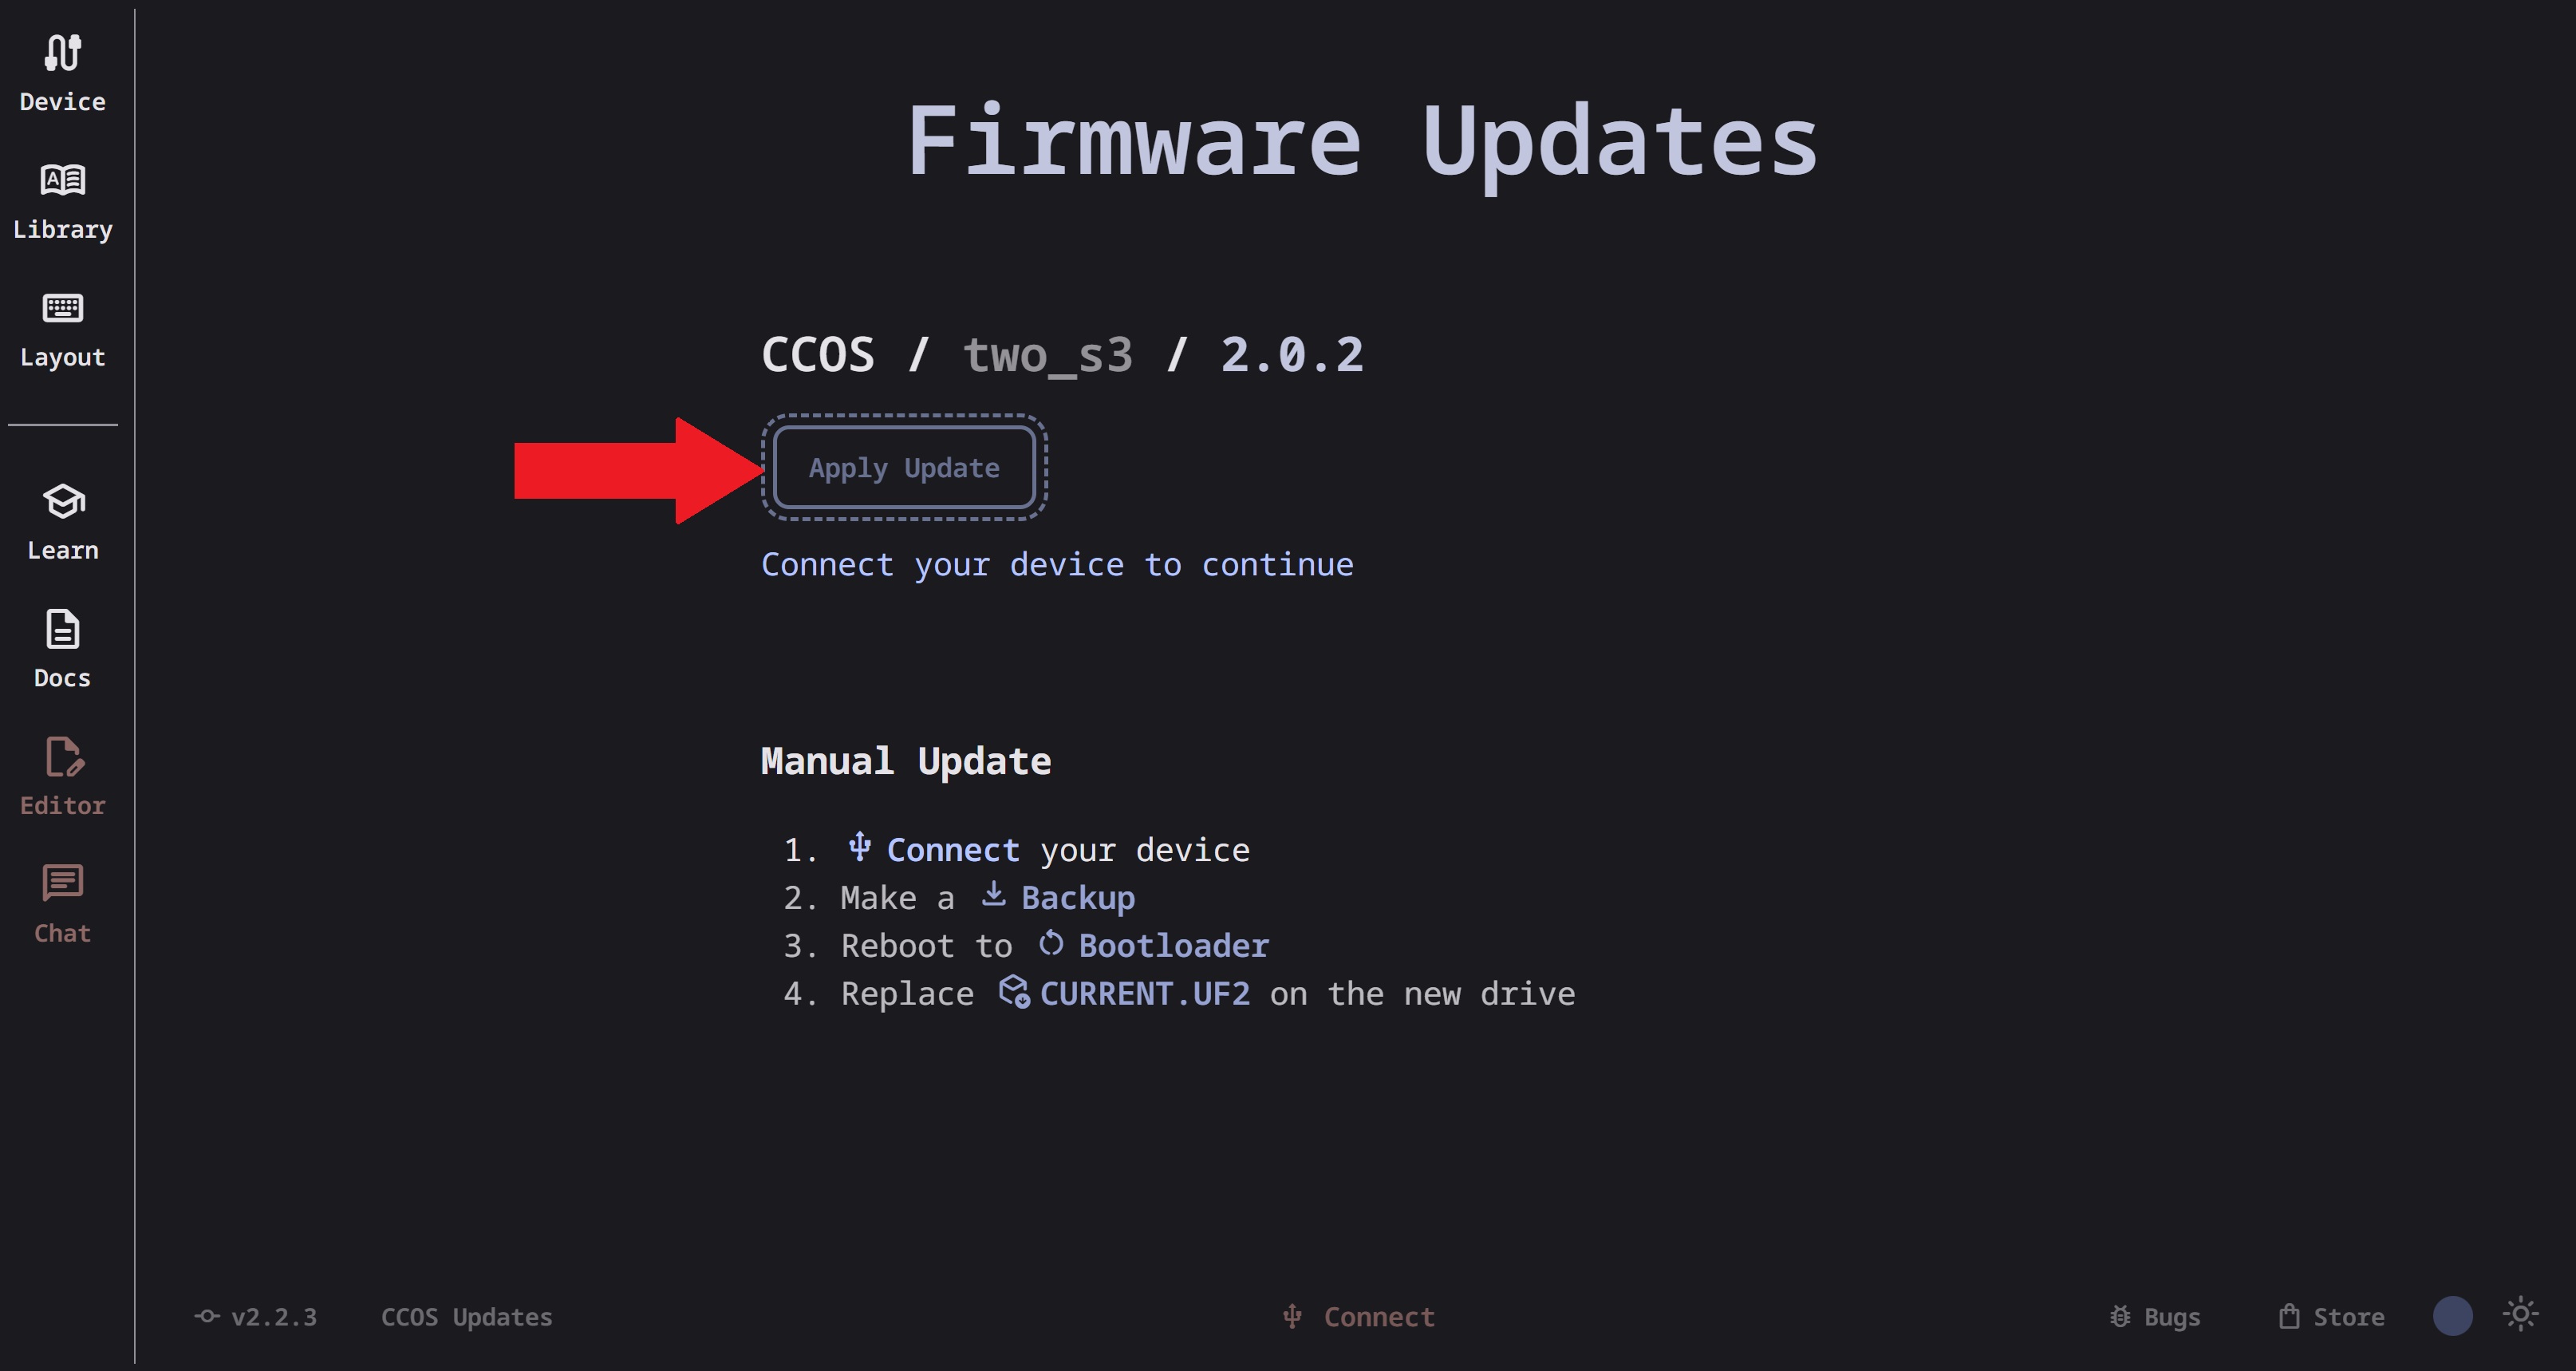 Device
Library
Layout
Learn
Docs
Editor
Chat
Firmware Updates
CCOS / two_s3 / 2.0.2
Apply Update
Connect your device to continue
Manual Update
1. Connect your device
2. Make a Backup
3. Reboot to Bootloader
4. Replace CURRENT.UF2 on the new drive
v2.2.3 CCOS Updates Connect Bugs Store